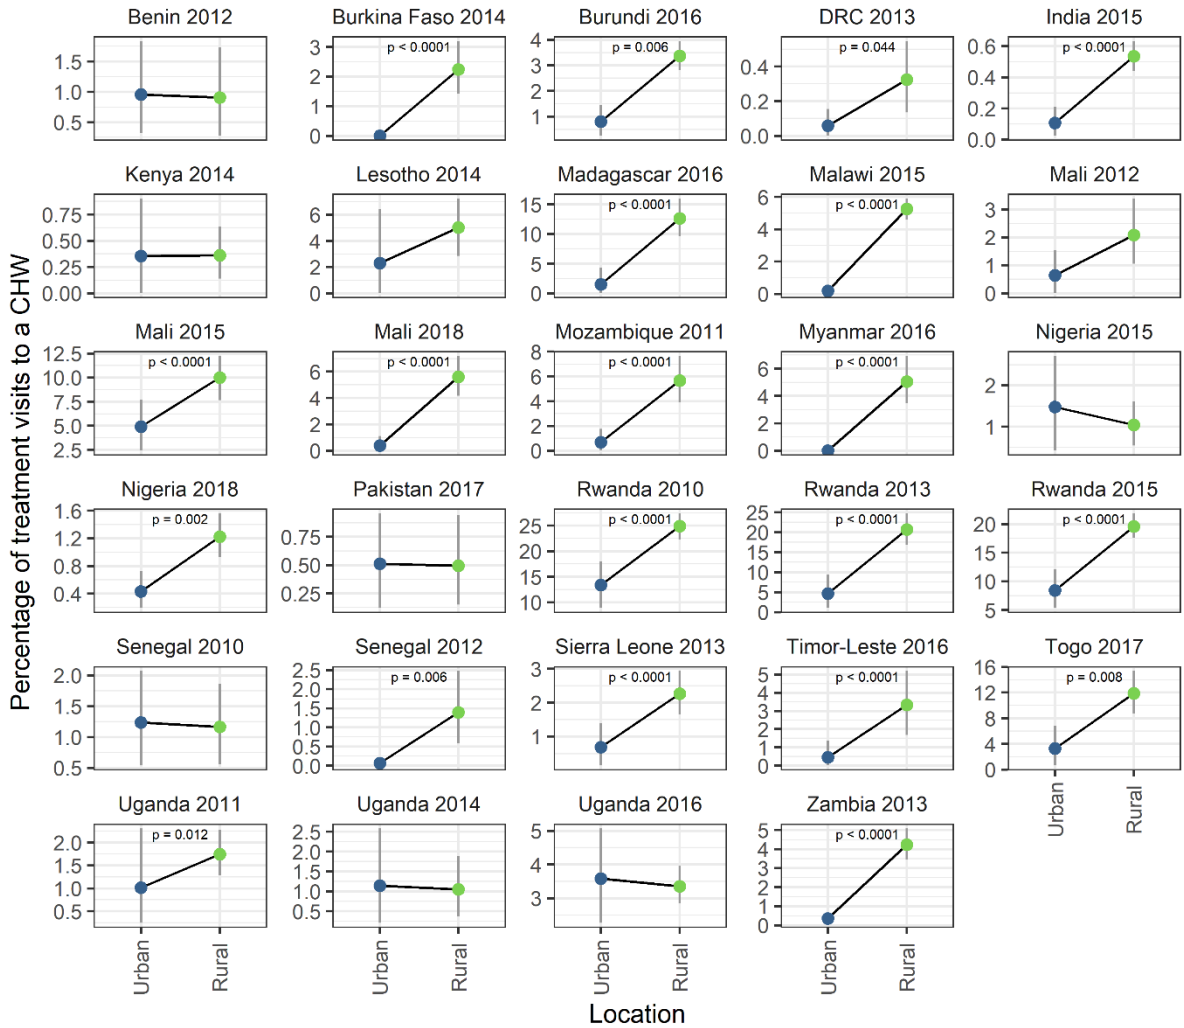 Percentage of treatment visits to a CHW
Benin 2012
1.5
1.0
0.5
Burkina Faso 2014
p < 0.0001
3
2
1
0
Burundi 2016
p = 0.006
4
3
2
1
DRC 2013
p = 0.044
0.4
0.2
0.0
India 2015
p < 0.0001
0.6
0.4
0.2
0.0
Kenya 2014
0.75
0.50
0.25
0.00
Lesotho 2014
6
4
2
0
Madagascar 2016
p < 0.0001
15
10
5
0
Malawi 2015
p < 0.0001
6
4
2
0
Mali 2012
3
2
1
0
Mali 2015
p < 0.0001
12.5
10.0
7.5
5.0
2.5
Mali 2018
p < 0.0001
6
4
2
0
Mozambique 2011
p < 0.0001
8
6
4
2
0
Myanmar 2016
p < 0.0001
6
4
2
0
Nigeria 2015
2
1
Nigeria 2018
p = 0.002
1.6
1.2
0.8
0.4
Pakistan 2017
0.75
0.50
0.25
Rwanda 2010
p < 0.0001
25
20
15
10
Rwanda 2013
p < 0.0001
25
20
15
10
5
0
Rwanda 2015
p < 0.0001
20
15
10
5
Senegal 2010
2.0
1.5
1.0
0.5
Senegal 2012
p = 0.006
2.5
2.0
1.5
1.0
0.5
0.0
Sierra Leone 2013
p < 0.0001
3
2
1
Timor-Leste 2016
p < 0.0001
5
4
3
2
1
0
Togo 2017
p = 0.008
16
12
8
4
0
Urban
Rural
Uganda 2011
p = 0.012
2.0
1.5
1.0
0.5
Urban
Rural
Uganda 2014
2.5
2.0
1.5
1.0
0.5
Urban
Rural
Uganda 2016
5
4
3
Urban
Rural
Zambia 2013
p < 0.0001
5
4
3
2
1
0
Urban
Rural
Location